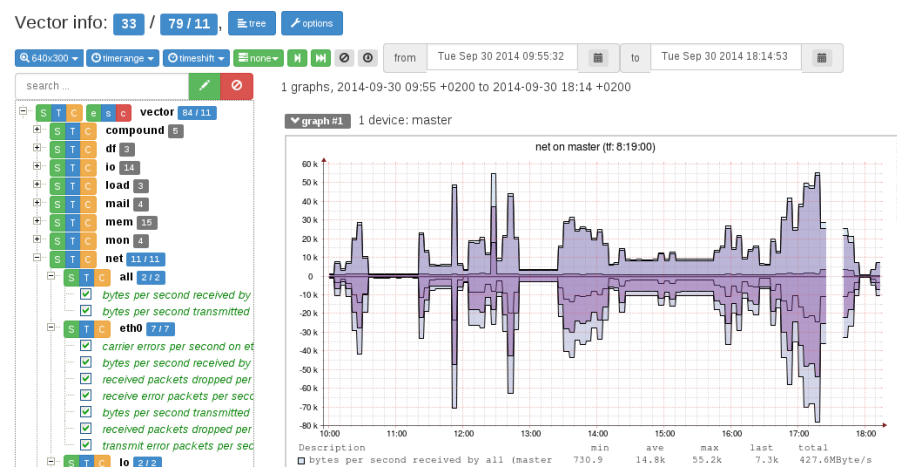 Vector info: 33 / 79 / 11 , tree options
640x300 timerange timeshift none from Tue Sep 30 2014 09:55:32 to Tue Sep 30 2014 18:14:53
search ...
1 graphs, 2014-09-30 09:55 +0200 to 2014-09-30 18:14 +0200
S T C e s c vector 84 / 11
S T C compound 5
S T C df 3
S T C io 14
S T C load 3
S T C mail 4
S T C mem 15
S T C mon 4
S T C net 11 / 11
S T C all 2 / 2
bytes per second received by
bytes per second transmitted
S T C eth0 7 / 7
carrier errors per second on et
bytes per second received by
received packets dropped per
receive error packets per seco
bytes per second transmitted
received packets dropped per
transmit error packets per sec
S T C lo 2 / 2
graph #1 1 device: master
net on master (tf: 8:19:00)
60 k
50 k
40 k
30 k
20 k
10 k
0
-10 k
-20 k
-30 k
-40 k
-50 k
-60 k
-70 k
-80 k
10:00 11:00 12:00 13:00 14:00 15:00 16:00 17:00 18:00
Description min ave max last total
bytes per second received by all (master 730.9 14.8k 55.2k 7.3k 427.6MByte/s